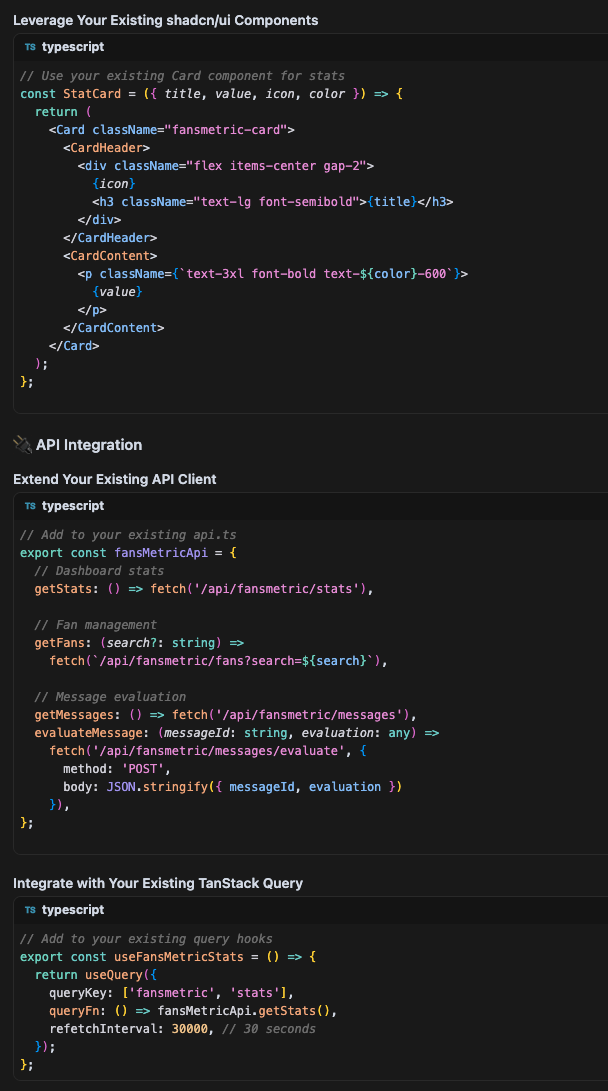 Leverage Your Existing shadcn/ui Components
TS typescript
// Use your existing Card component for stats
const StatCard = ({ title, value, icon, color }) => {
  return (
    <Card className="fansmetric-card">
      <CardHeader>
        <div className="flex items-center gap-2">
          {icon}
          <h3 className="text-lg font-semibold">{title}</h3>
        </div>
      </CardHeader>
      <CardContent>
        <p className={`text-3xl font-bold text-${color}-600`}>
          {value}
        </p>
      </CardContent>
    </Card>
  );
};
🔌 API Integration
Extend Your Existing API Client
TS typescript
// Add to your existing api.ts
export const fansMetricApi = {
  // Dashboard stats
  getStats: () => fetch('/api/fansmetric/stats'),
  // Fan management
  getFans: (search?: string) =>
    fetch(`/api/fansmetric/fans?search=${search}`),
  // Message evaluation
  getMessages: () => fetch('/api/fansmetric/messages'),
  evaluateMessage: (messageId: string, evaluation: any) =>
    fetch('/api/fansmetric/messages/evaluate', {
      method: 'POST',
      body: JSON.stringify({ messageId, evaluation })
    }),
};
Integrate with Your Existing TanStack Query
TS typescript
// Add to your existing query hooks
export const useFansMetricStats = () => {
  return useQuery({
    queryKey: ['fansmetric', 'stats'],
    queryFn: () => fansMetricApi.getStats(),
    refetchInterval: 30000, // 30 seconds
  });
};